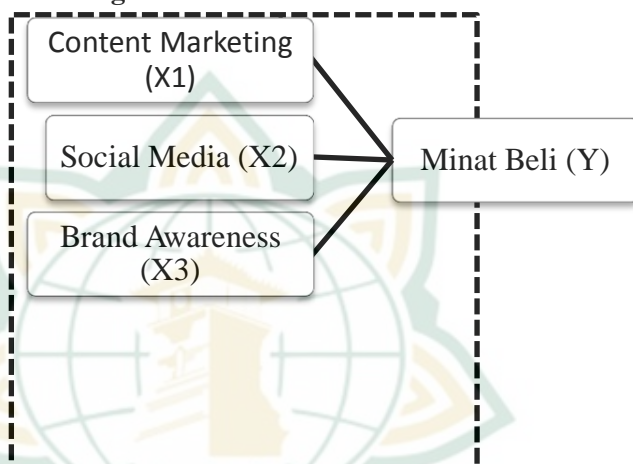 Content Marketing
(X1)
Social Media (X2)
Minat Beli (Y)
Brand Awareness
(X3)